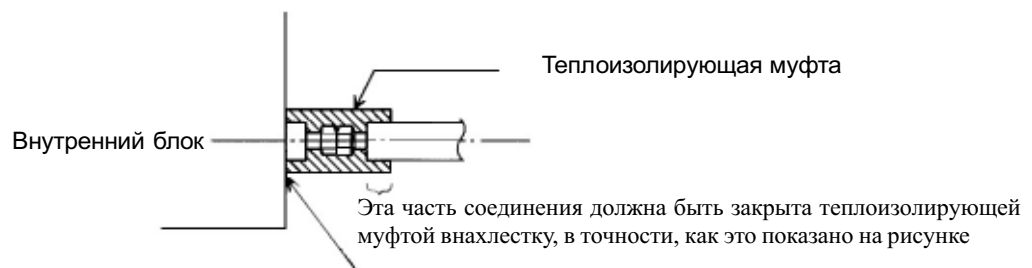 Теплоизолирующая муфта
Внутренний блок
Эта часть соединения должна быть закрыта теплоизолирующей
муфтой внахлестку, в точности, как это показано на рисунке